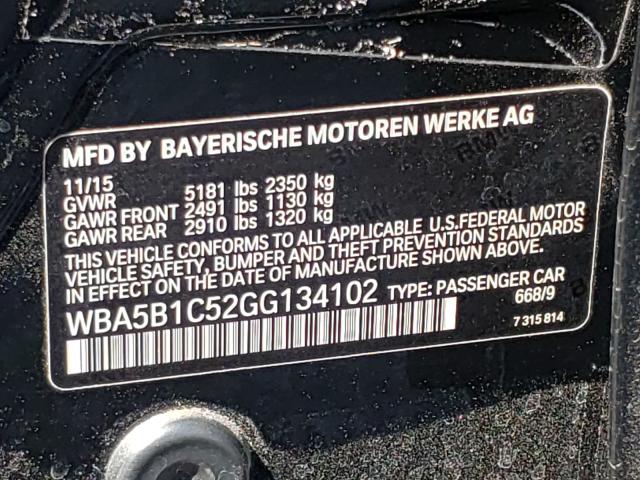 MFD BY BAYERISCHE MOTOREN WERKE AG
11/15
GVWR 5181 lbs 2350 kg
GAWR FRONT 2491 lbs 1130 kg
GAWR REAR 2910 lbs 1320 kg
THIS VEHICLE CONFORMS TO ALL APPLICABLE U.S.FEDERAL MOTOR
VEHICLE SAFETY, BUMPER AND THEFT PREVENTION STANDARDS
IN EFFECT ON THE DATE OF MANUFACTURE SHOWN ABOVE.
WBA5B1C52GG134102 TYPE: PASSENGER CAR
668/9
7 315 814